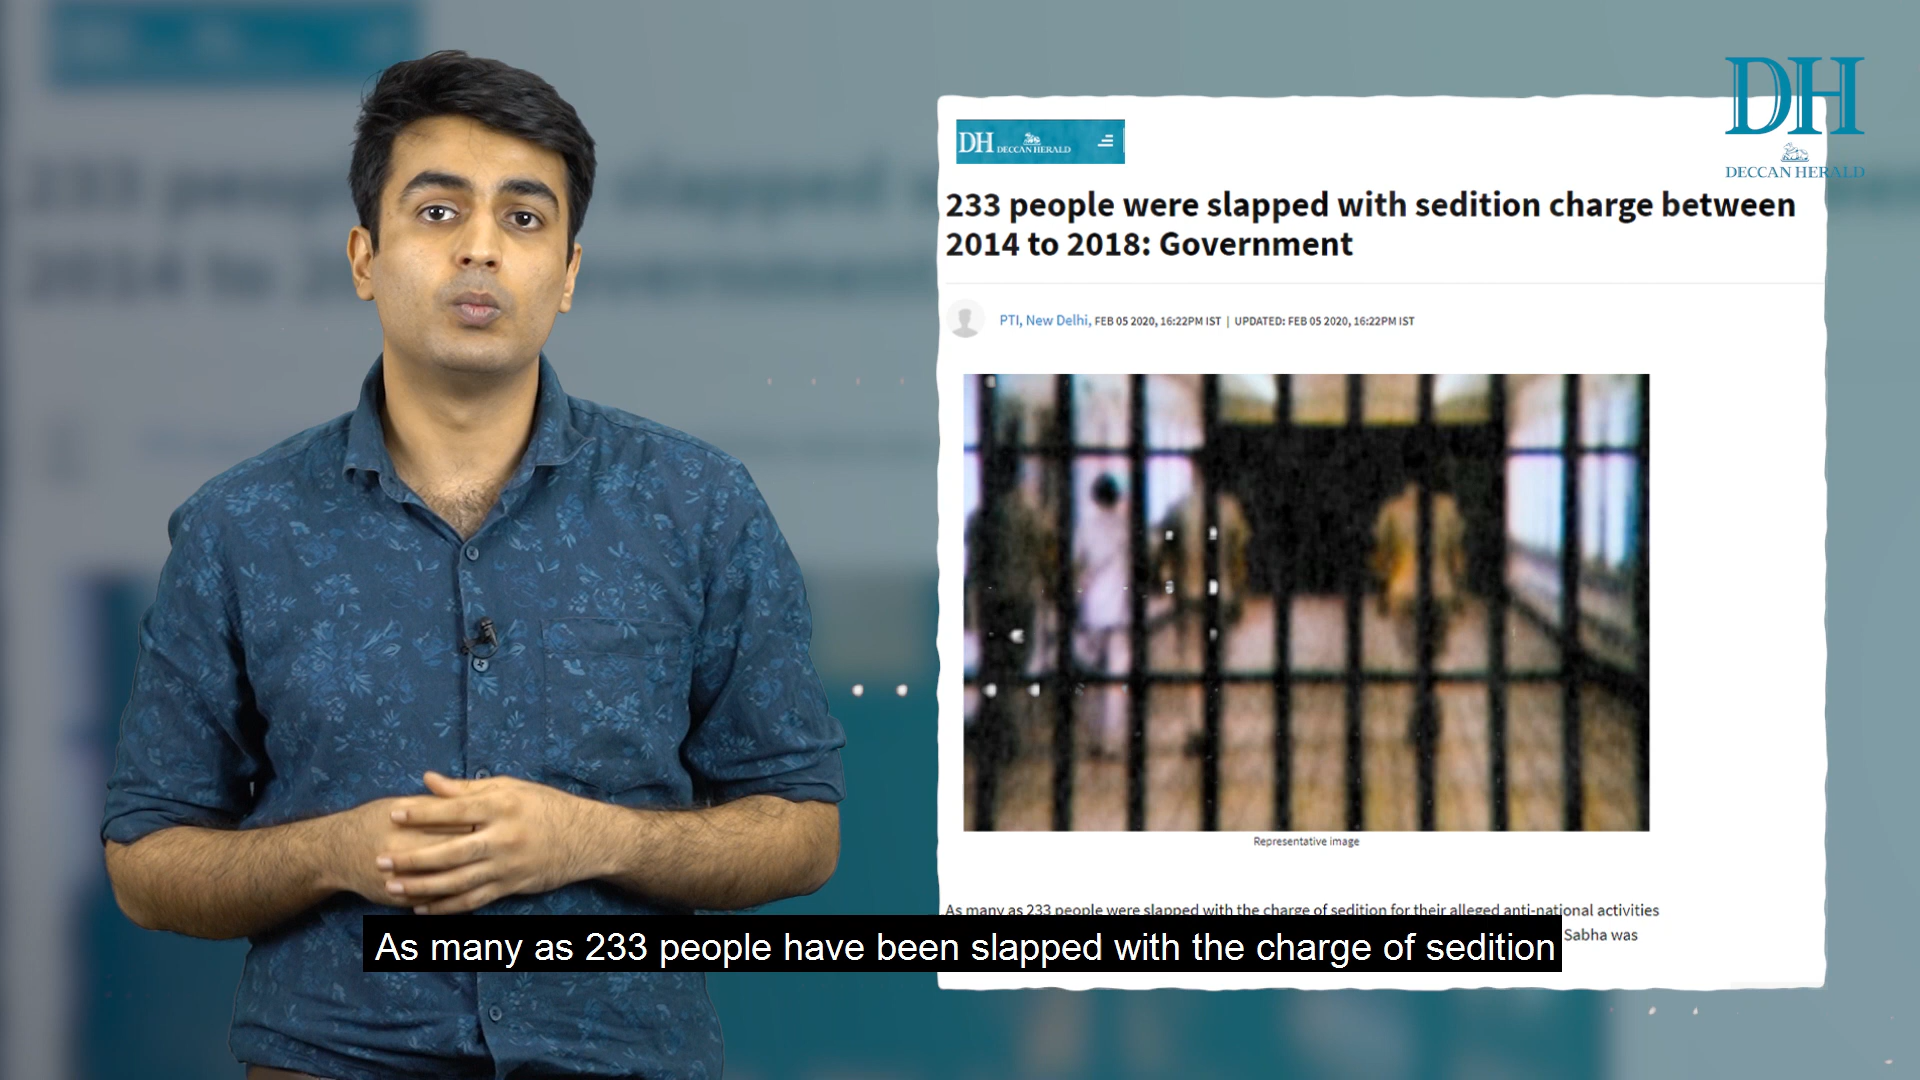 DH
DECCAN HERALD
DH DECCAN HERALD
233 people were slapped with sedition charge between
2014 to 2018: Government
PTI, New Delhi, FEB 05 2020, 16:22PM IST | UPDATED: FEB 05 2020, 16:22PM IST
Representative image
As many as 233 people were slapped with the charge of sedition for their alleged anti-national activities
Sabha was
As many as 233 people have been slapped with the charge of sedition